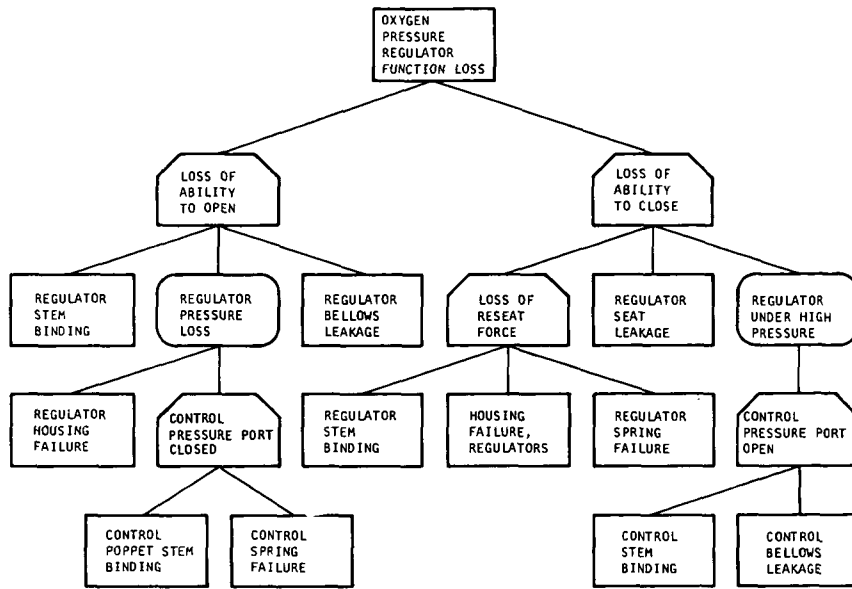 OXYGEN
PRESSURE
REGULATOR
FUNCTION LOSS
LOSS OF
ABILITY
TO OPEN
LOSS OF
ABILITY
TO CLOSE
REGULATOR
STEM
BINDING
REGULATOR
PRESSURE
LOSS
REGULATOR
BELLOWS
LEAKAGE
LOSS OF
RESEAT
FORCE
REGULATOR
SEAT
LEAKAGE
REGULATOR
UNDER HIGH
PRESSURE
REGULATOR
HOUSING
FAILURE
CONTROL
PRESSURE PORT
CLOSED
REGULATOR
STEM
BINDING
HOUSING
FAILURE,
REGULATORS
REGULATOR
SPRING
FAILURE
CONTROL
PRESSURE PORT
OPEN
CONTROL
POPPET STEM
BINDING
CONTROL
SPRING
FAILURE
CONTROL
STEM
BINDING
CONTROL
BELLOWS
LEAKAGE